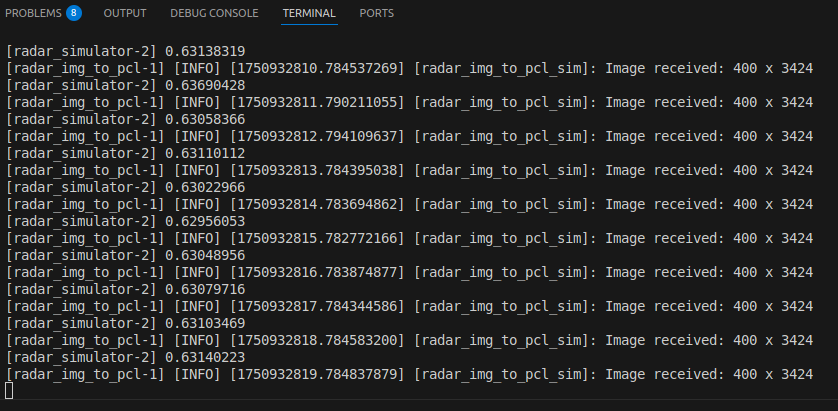 PROBLEMS 8 OUTPUT DEBUG CONSOLE TERMINAL PORTS
[radar_simulator-2] 0.63138319
[radar_img_to_pcl-1] [INFO] [1750932810.784537269] [radar_img_to_pcl_sim]: Image received: 400 x 3424
[radar_simulator-2] 0.63690428
[radar_img_to_pcl-1] [INFO] [1750932811.790211055] [radar_img_to_pcl_sim]: Image received: 400 x 3424
[radar_simulator-2] 0.63058366
[radar_img_to_pcl-1] [INFO] [1750932812.794109637] [radar_img_to_pcl_sim]: Image received: 400 x 3424
[radar_simulator-2] 0.63110112
[radar_img_to_pcl-1] [INFO] [1750932813.784395038] [radar_img_to_pcl_sim]: Image received: 400 x 3424
[radar_simulator-2] 0.63022966
[radar_img_to_pcl-1] [INFO] [1750932814.783694862] [radar_img_to_pcl_sim]: Image received: 400 x 3424
[radar_simulator-2] 0.62956053
[radar_img_to_pcl-1] [INFO] [1750932815.782772166] [radar_img_to_pcl_sim]: Image received: 400 x 3424
[radar_simulator-2] 0.63048956
[radar_img_to_pcl-1] [INFO] [1750932816.783874877] [radar_img_to_pcl_sim]: Image received: 400 x 3424
[radar_simulator-2] 0.63079716
[radar_img_to_pcl-1] [INFO] [1750932817.784344586] [radar_img_to_pcl_sim]: Image received: 400 x 3424
[radar_simulator-2] 0.63103469
[radar_img_to_pcl-1] [INFO] [1750932818.784583200] [radar_img_to_pcl_sim]: Image received: 400 x 3424
[radar_simulator-2] 0.63140223
[radar_img_to_pcl-1] [INFO] [1750932819.784837879] [radar_img_to_pcl_sim]: Image received: 400 x 3424